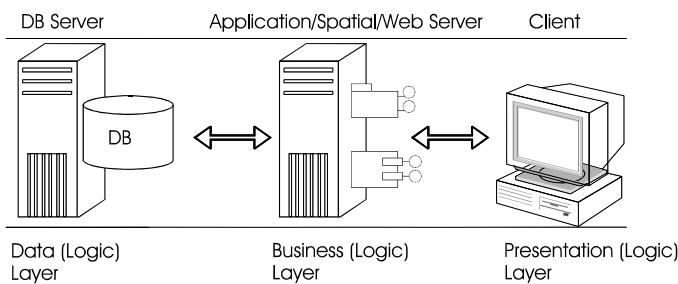 DB Server
Application/Spatial/Web Server
Client
DB
Data (Logic)
Layer
Business (Logic)
Layer
Presentation (Logic)
Layer